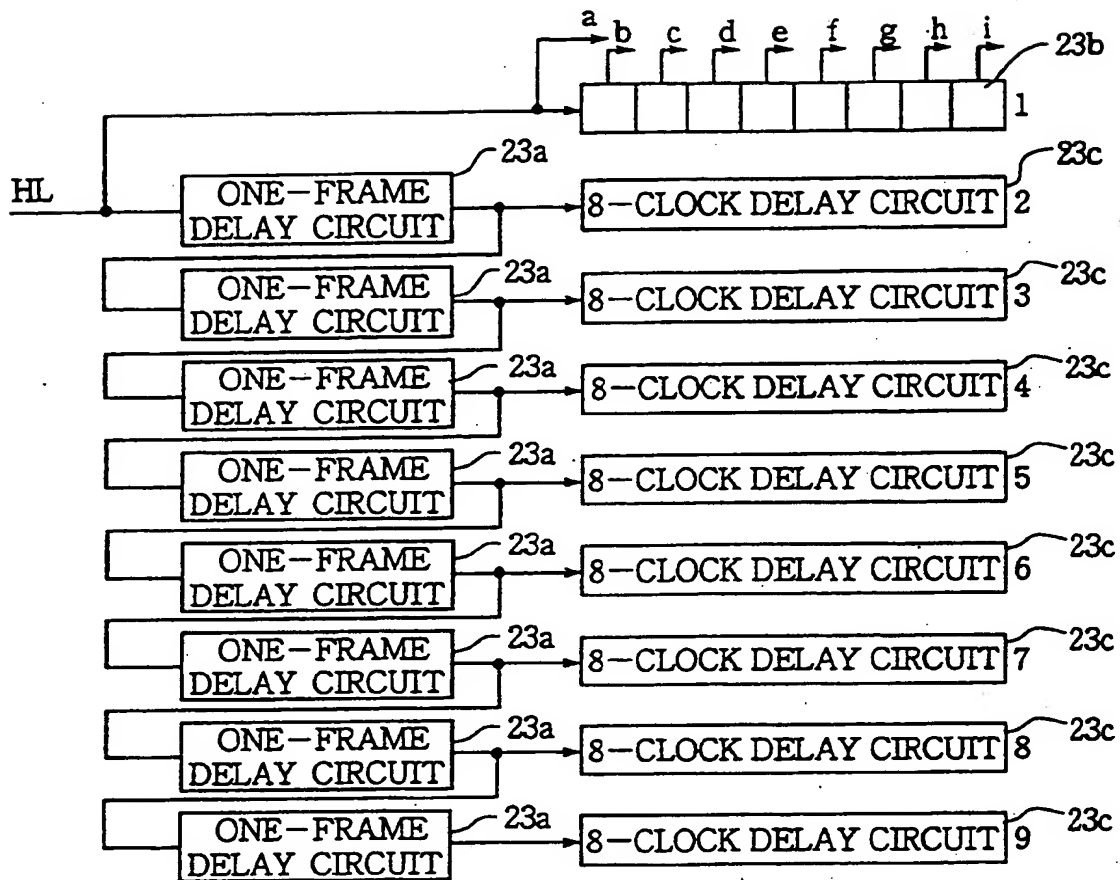 a b c d e f g h i
23b
1
23a 23c
HL
ONE-FRAME
DELAY CIRCUIT
8-CLOCK DELAY CIRCUIT 2
23a 23c
ONE-FRAME
DELAY CIRCUIT
8-CLOCK DELAY CIRCUIT 3
23a 23c
ONE-FRAME
DELAY CIRCUIT
8-CLOCK DELAY CIRCUIT 4
23a 23c
ONE-FRAME
DELAY CIRCUIT
8-CLOCK DELAY CIRCUIT 5
23a 23c
ONE-FRAME
DELAY CIRCUIT
8-CLOCK DELAY CIRCUIT 6
23a 23c
ONE-FRAME
DELAY CIRCUIT
8-CLOCK DELAY CIRCUIT 7
23a 23c
ONE-FRAME
DELAY CIRCUIT
8-CLOCK DELAY CIRCUIT 8
23a 23c
ONE-FRAME
DELAY CIRCUIT
8-CLOCK DELAY CIRCUIT 9